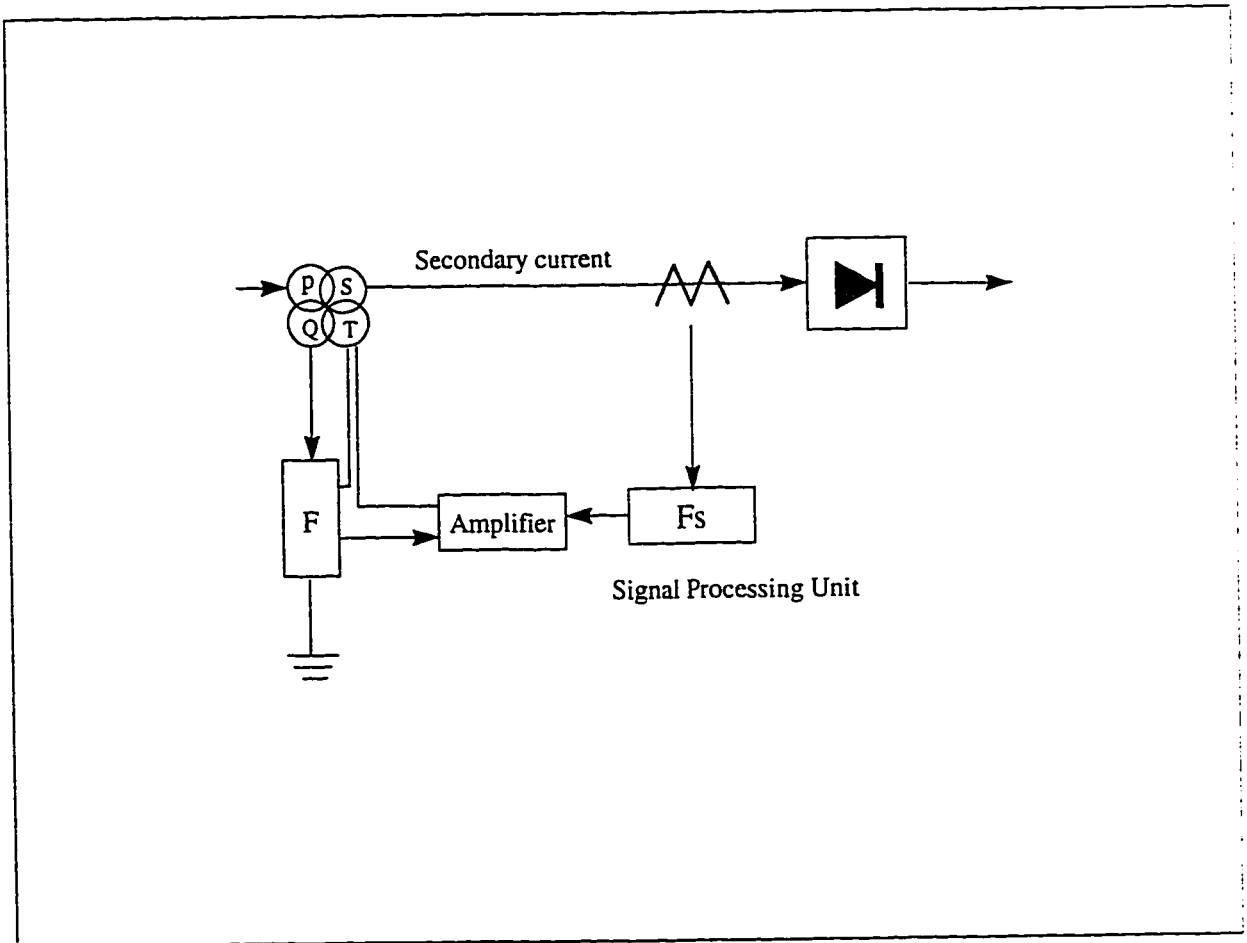 Secondary current
P S
Q T
F
Amplifier
Fs
Signal Processing Unit